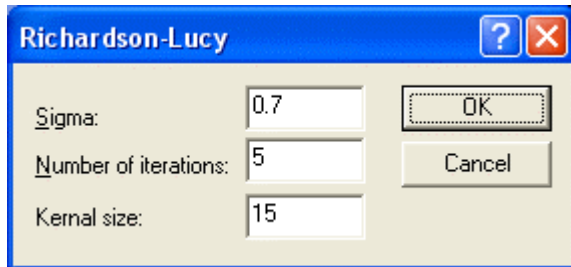 Richardson-Lucy
Sigma: 0.7 OK
Number of iterations: 5 Cancel
Kernal size: 15